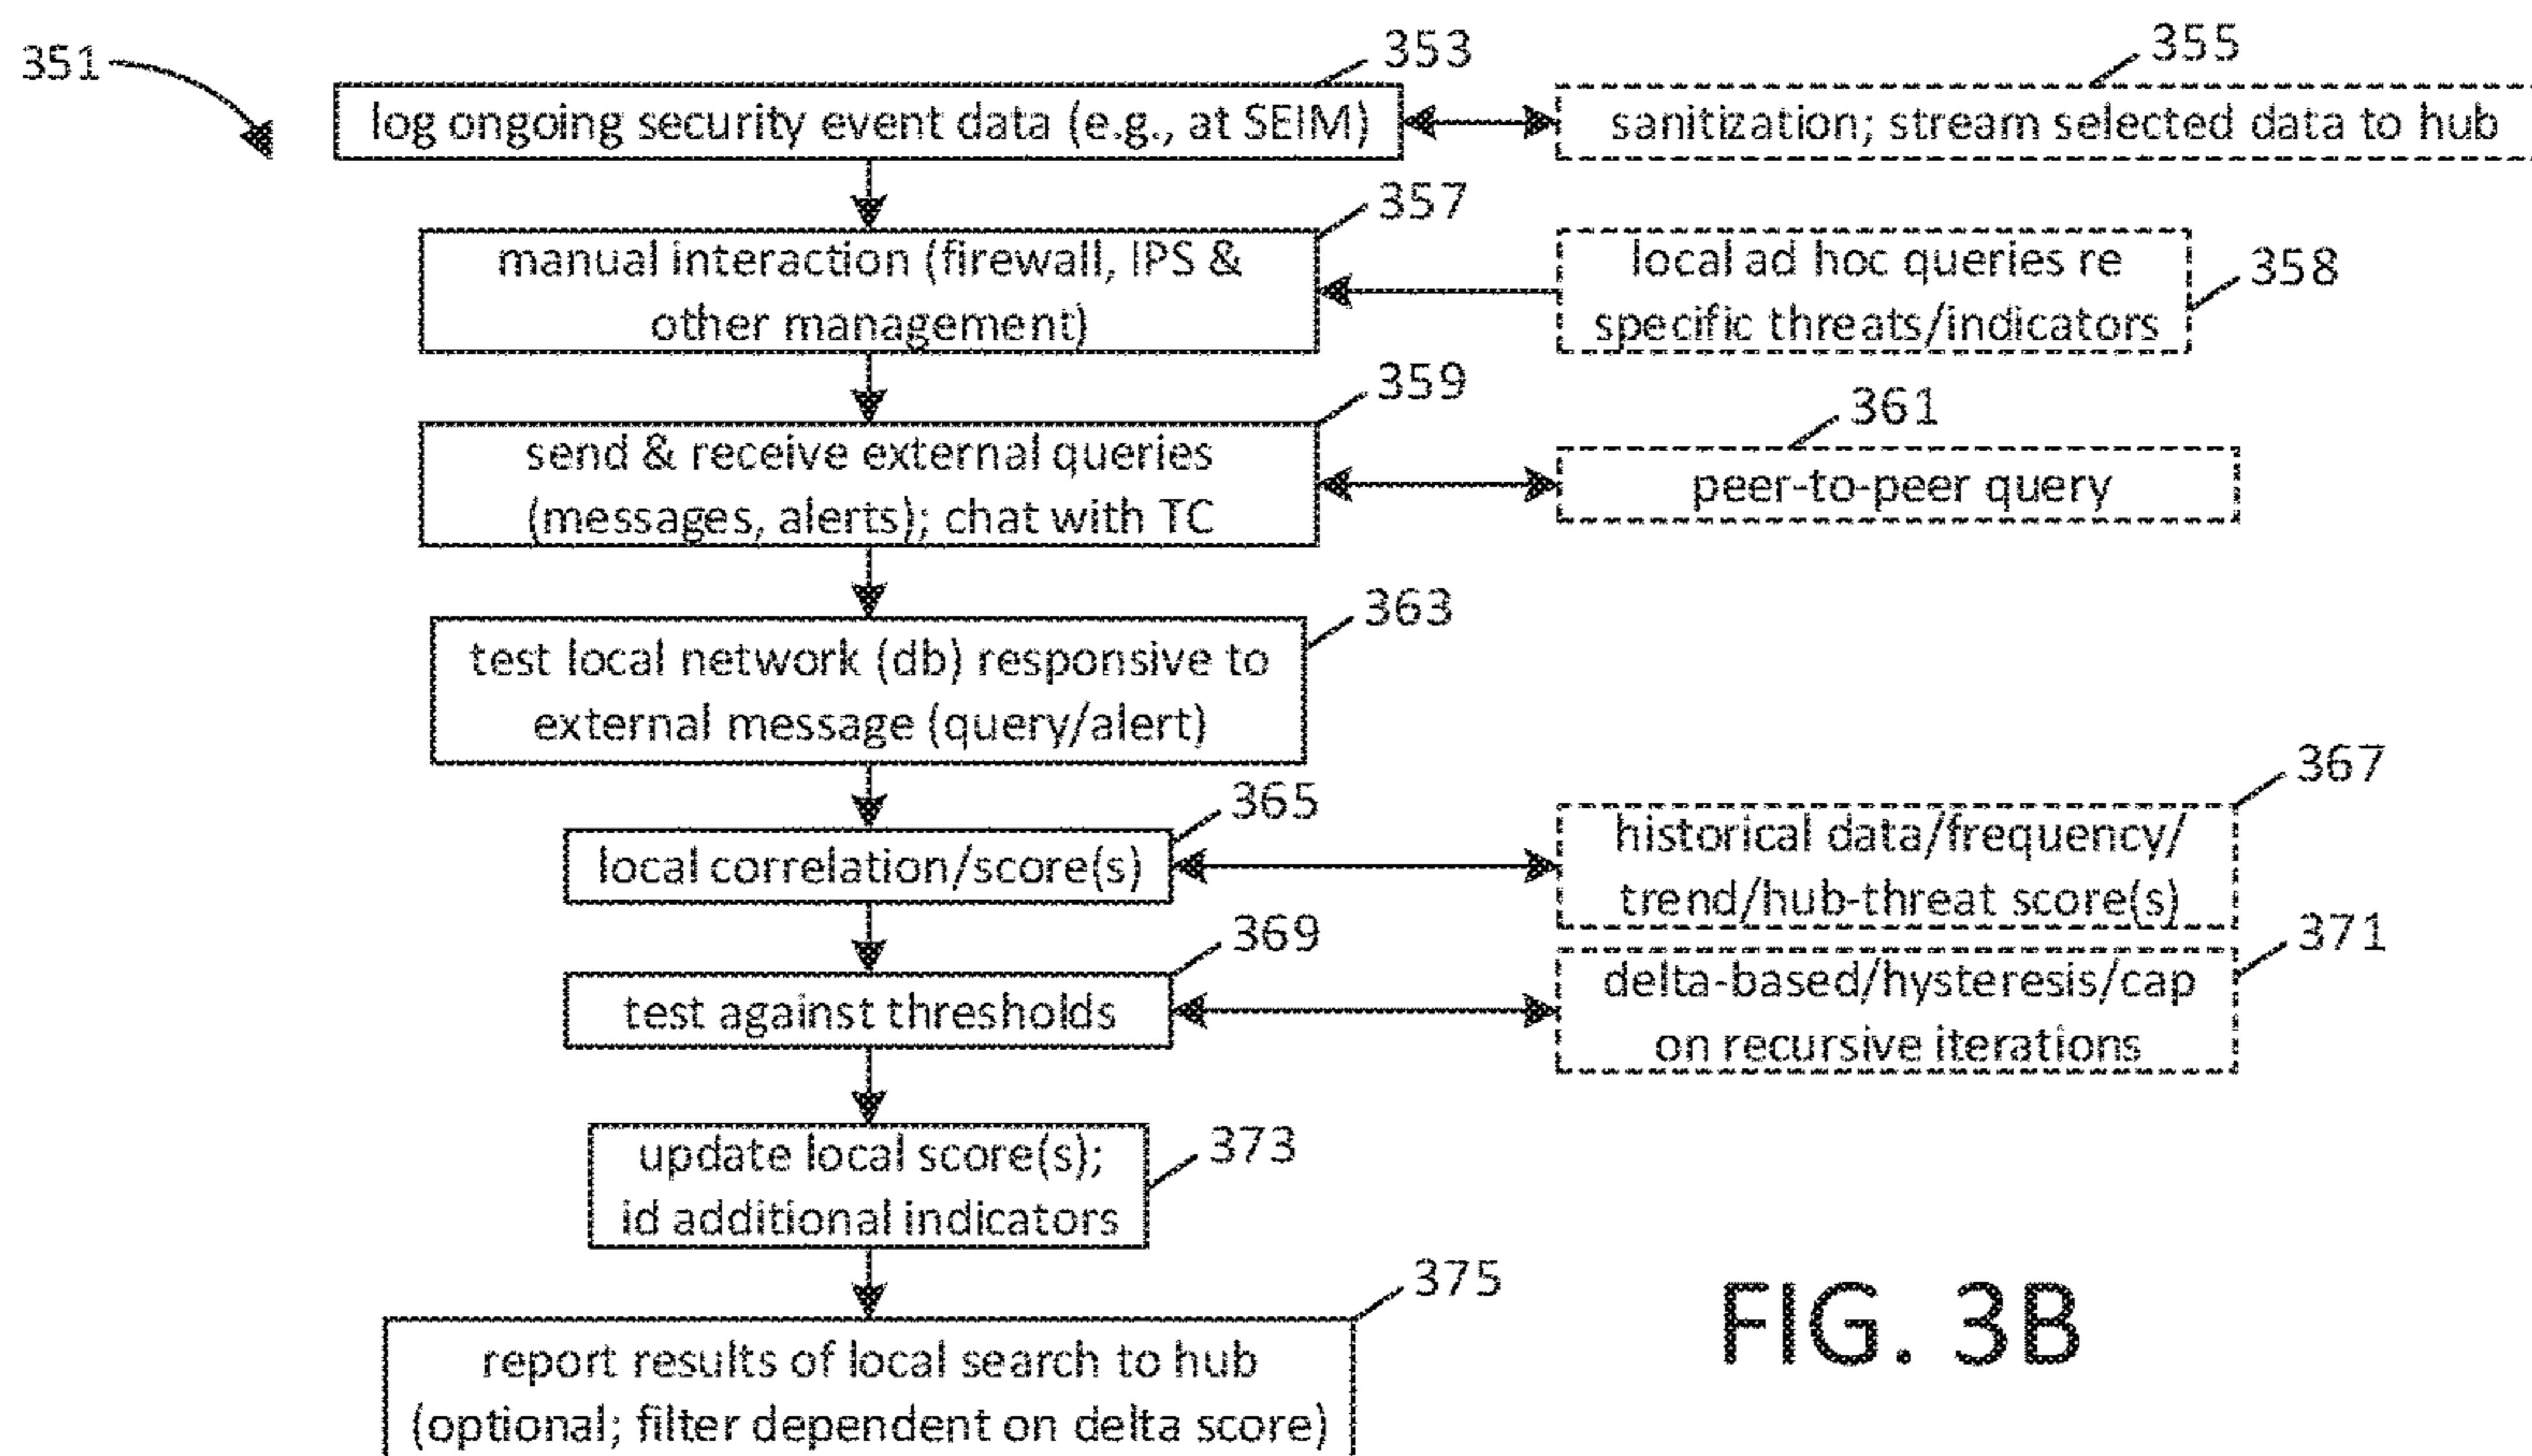 351
353
log ongoing security event data (e.g., at SEIM)
355
sanitization; stream selected data to hub
357
manual interaction (firewall, IPS &
other management)
358
local ad hoc queries re
specific threats/indicators
359
send & receive external queries
(messages, alerts); chat with TC
361
peer-to-peer query
363
test local network (db) responsive to
external message (query/alert)
365
local correlation/score(s)
367
historical data/frequency/
trend/hub-threat score(s)
369
test against thresholds
371
delta-based/hysteresis/cap
on recursive iterations
373
update local score(s);
id additional indicators
375
report results of local search to hub
(optional; filter dependent on delta score)
FIG. 3B